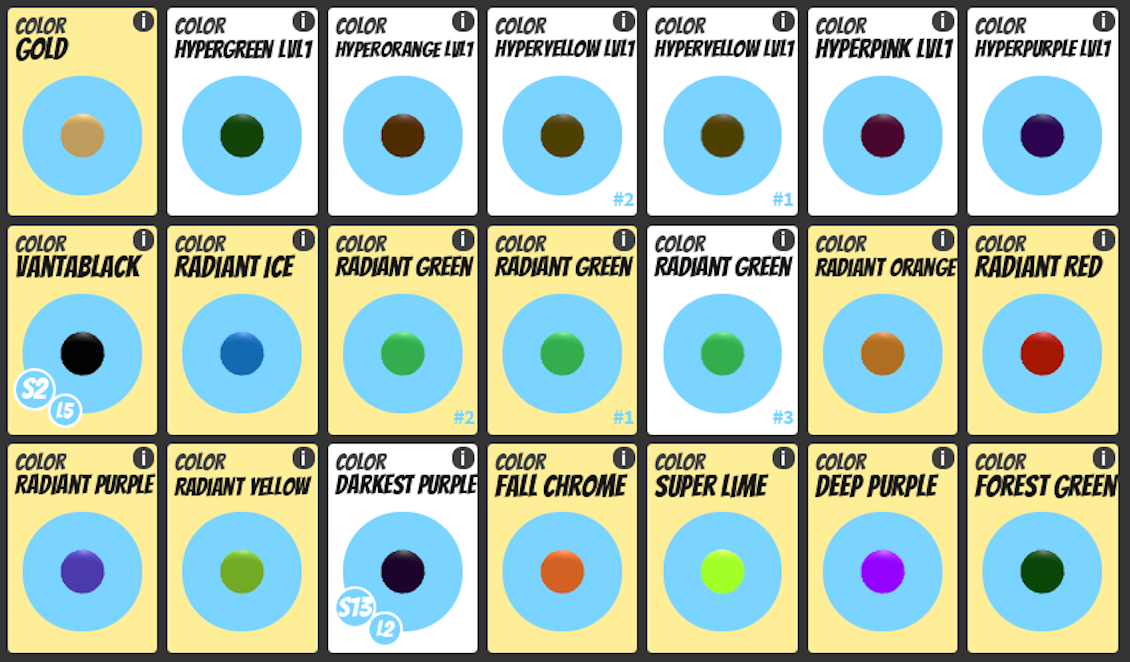 COLOR
GOLD
i
COLOR
HYPERGREEN LVL1
i
COLOR
HYPERORANGE LVL1
i
COLOR
HYPERYELLOW LVL1
i
#2
COLOR
HYPERYELLOW LVL1
i
#1
COLOR
HYPERPINK LVL1
i
COLOR
HYPERPURPLE LVL1
i
COLOR
VANTABLACK
i
S2
L5
COLOR
RADIANT ICE
i
COLOR
RADIANT GREEN
i
#2
COLOR
RADIANT GREEN
i
#1
COLOR
RADIANT GREEN
i
#3
COLOR
RADIANT ORANGE
i
COLOR
RADIANT RED
i
COLOR
RADIANT PURPLE
i
COLOR
RADIANT YELLOW
i
COLOR
DARKEST PURPLE
i
S13
L2
COLOR
FALL CHROME
i
COLOR
SUPER LIME
i
COLOR
DEEP PURPLE
i
COLOR
FOREST GREEN
i